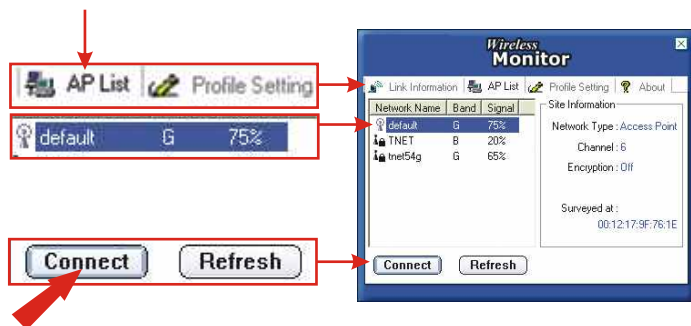 AP List Profile Setting
default G 75%
Connect Refresh
Wireless
Monitor
Link Information AP List Profile Setting About
Network Name Band Signal
default G 75%
TNET B 20%
tnet54g G 65%
Site Information
Network Type : Access Point
Channel : 6
Encryption : Off
Surveyed at :
00:12:17:9F:76:1E
Connect Refresh